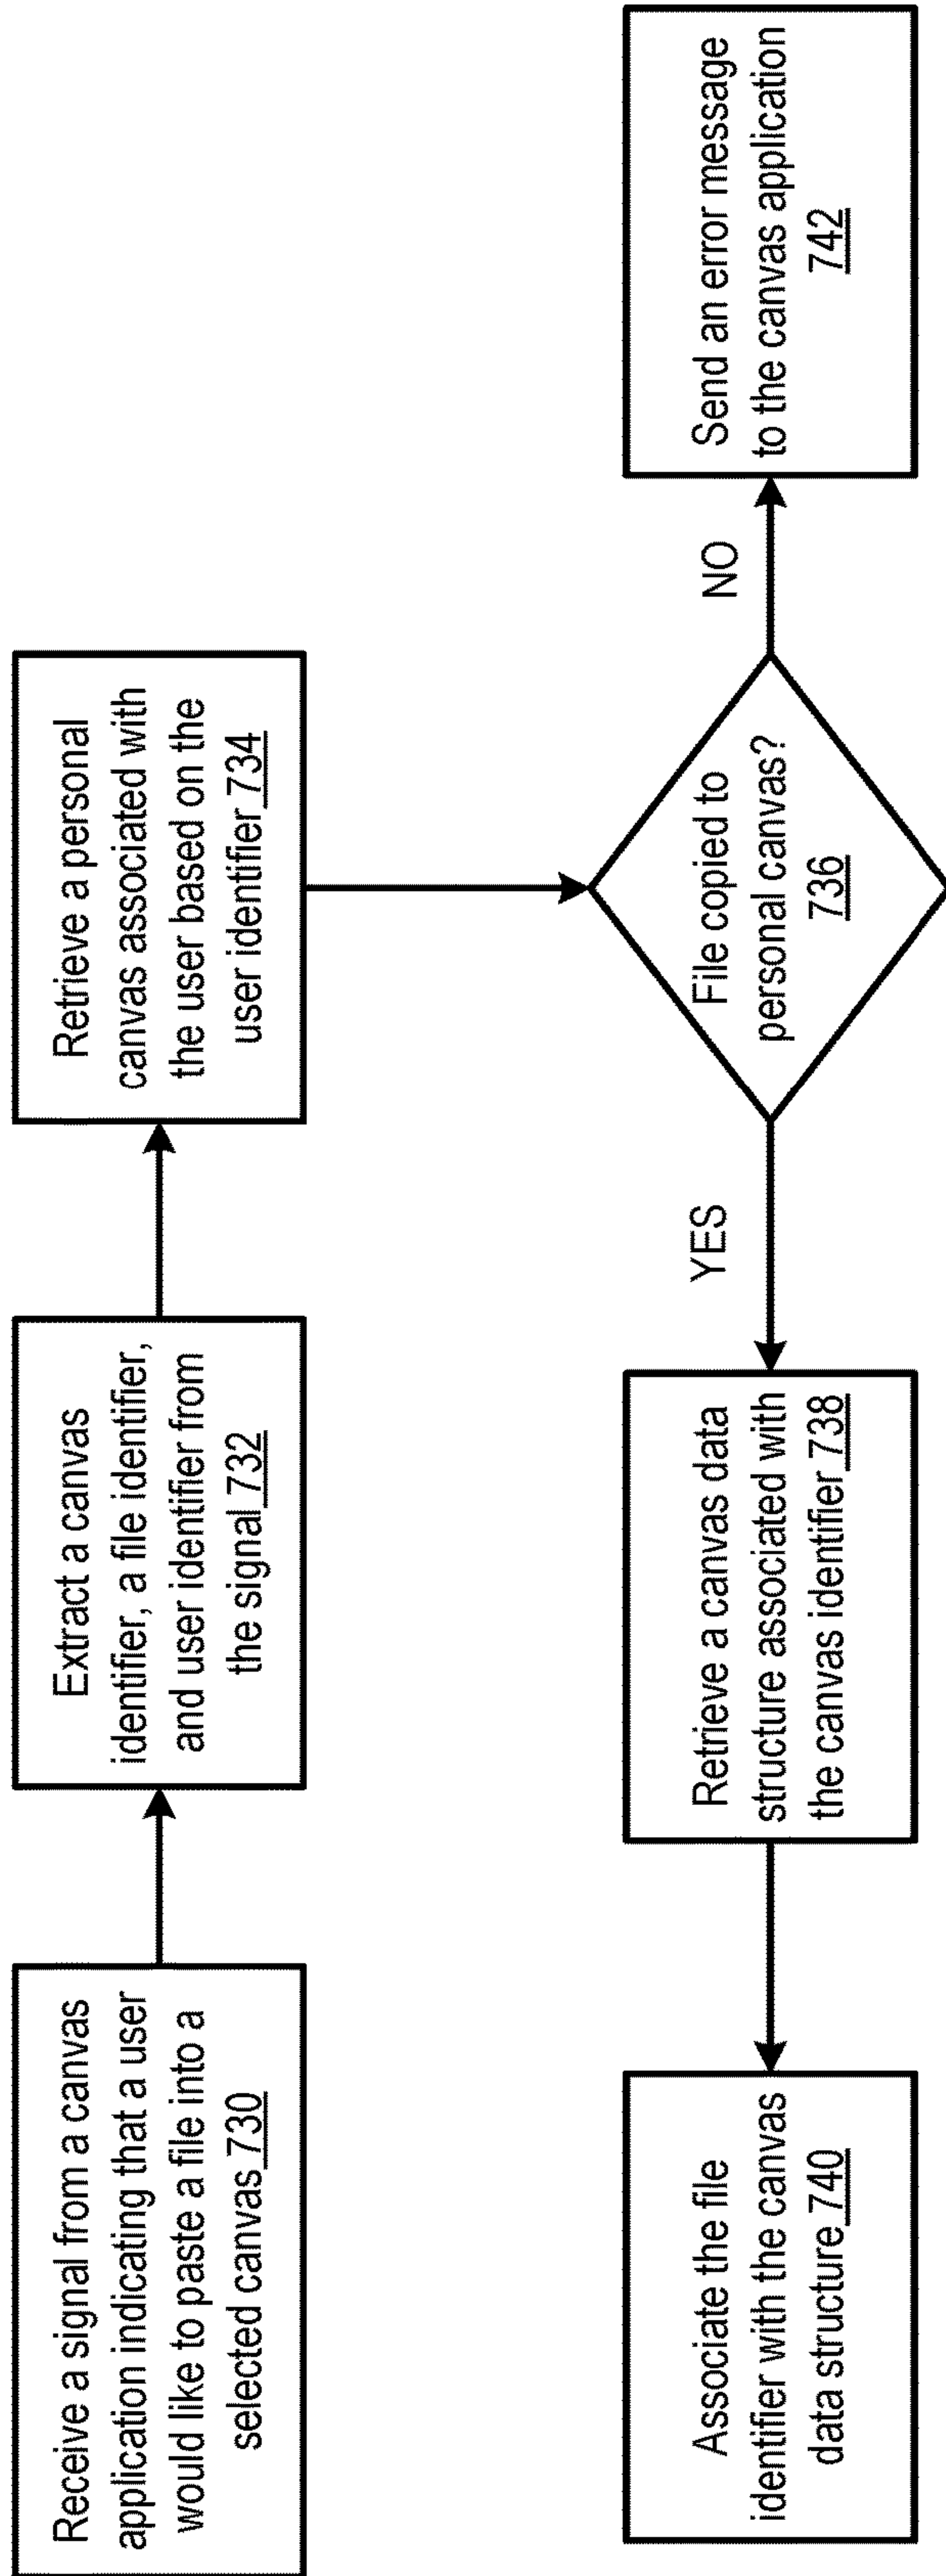 Receive a signal from a canvas
application indicating that a user
would like to paste a file into a
selected canvas 730
Extract a canvas
identifier, a file identifier,
and user identifier from
the signal 732
Retrieve a personal
canvas associated with
the user based on the
user identifier 734
File copied to
personal canvas?
736
YES
NO
Retrieve a canvas data
structure associated with
the canvas identifier 738
Associate the file
identifier with the canvas
data structure 740
Send an error message
to the canvas application
742